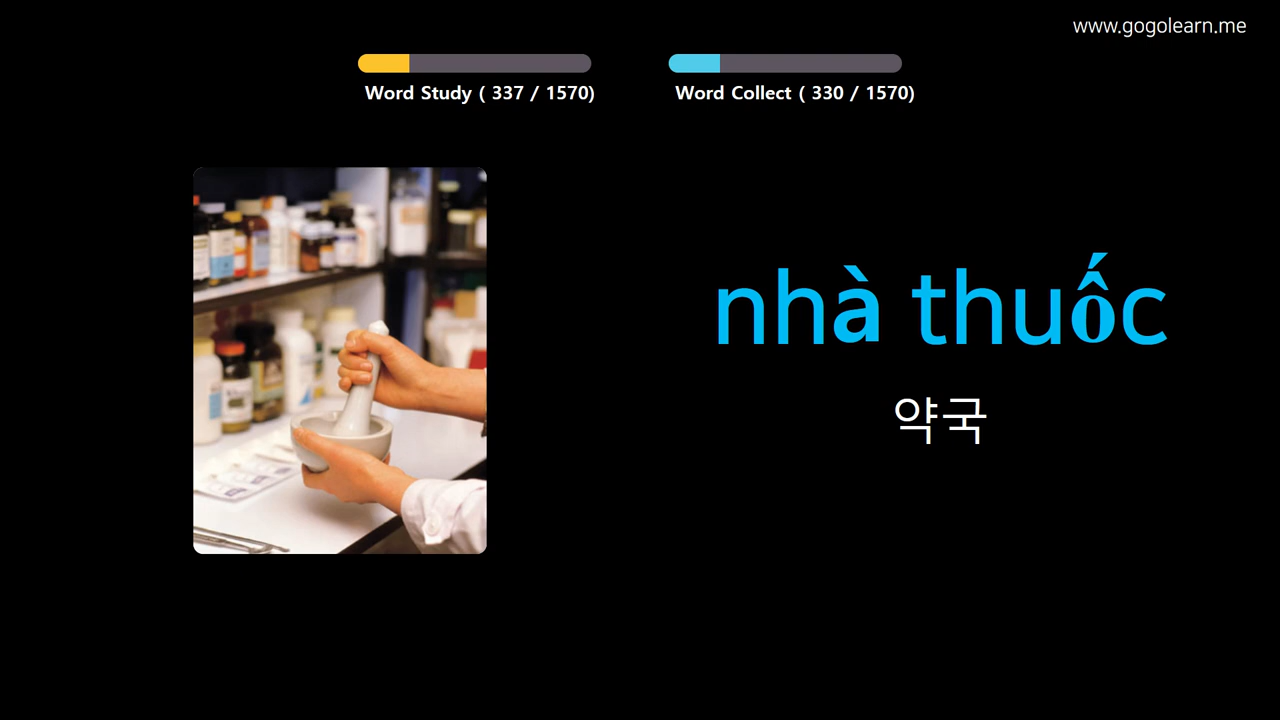 www.gogolearn.me
Word Study ( 337 / 1570)
Word Collect ( 330 / 1570)
nhà thuốc
약국